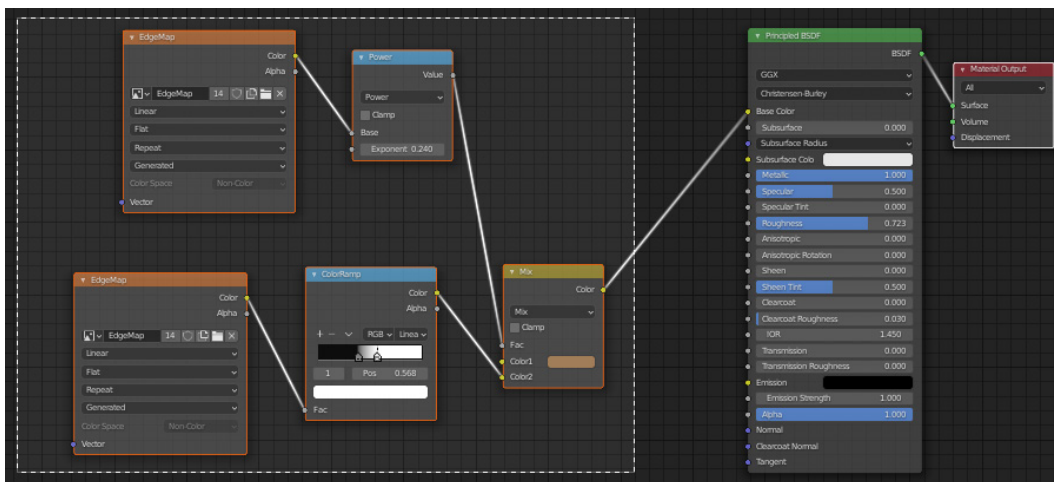 EdgeMap
Color
Alpha
EdgeMap 14
Linear
Flat
Repeat
Generated
Color Space Non-Color
Vector
Power
Value
Power
Clamp
Base
Exponent 0.240
EdgeMap
Color
Alpha
EdgeMap 14
Linear
Flat
Repeat
Generated
Color Space Non-Color
Vector
ColorRamp
Color
Alpha
RGB Linea
1 Pos 0.568
Fac
Mix
Color
Mix
Clamp
Fac
Color1
Color2
Principled BSDF
BSDF
GGX
Christensen-Burley
Base Color
Subsurface 0.000
Subsurface Radius
Subsurface Colo
Metallic 1.000
Specular 0.500
Specular Tint 0.000
Roughness 0.723
Anisotropic 0.000
Anisotropic Rotation 0.000
Sheen 0.000
Sheen Tint 0.500
Clearcoat 0.000
Clearcoat Roughness 0.030
IOR 1.450
Transmission 0.000
Transmission Roughness 0.000
Emission
Emission Strength 1.000
Alpha 1.000
Normal
Clearcoat Normal
Tangent
Material Output
All
Surface
Volume
Displacement